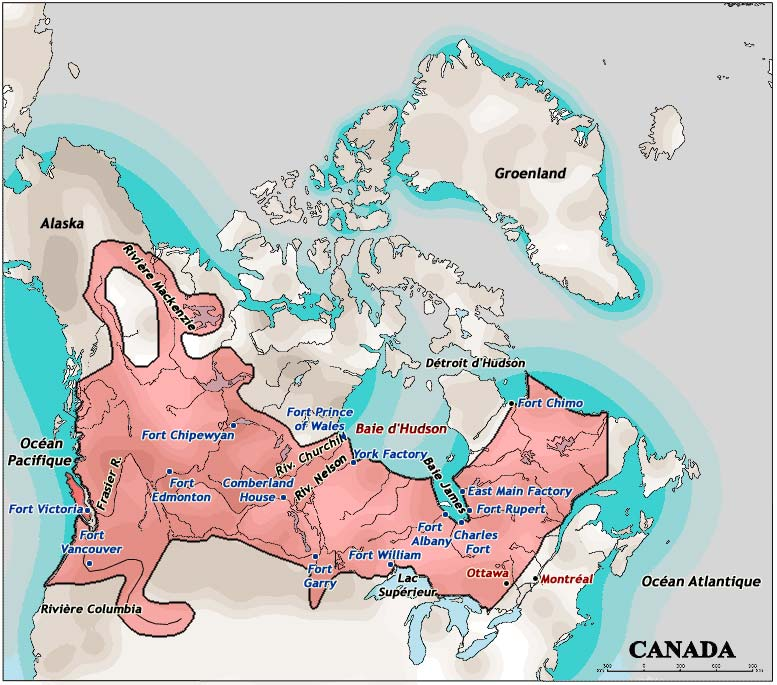 Groenland
Alaska
Rivière Mackenzie
Détroit d'Hudson
Fort Chimo
Fort Prince
of Wales
Baie d'Hudson
Fort Chipewyan
Océan
Pacifique
Riv. Churchin
York Factory
Frasier R.
Fort
Edmonton
Comberland
House
Riv. Nelson
Baie James
East Main Factory
Fort Victoria
Fort Rupert
Fort
Vancouver
Fort
Albany
Charles
Fort
Fort William
Fort
Garry
Lac
Supérieur
Ottawa
Montréal
Océan Atlantique
Rivière Columbia
CANADA